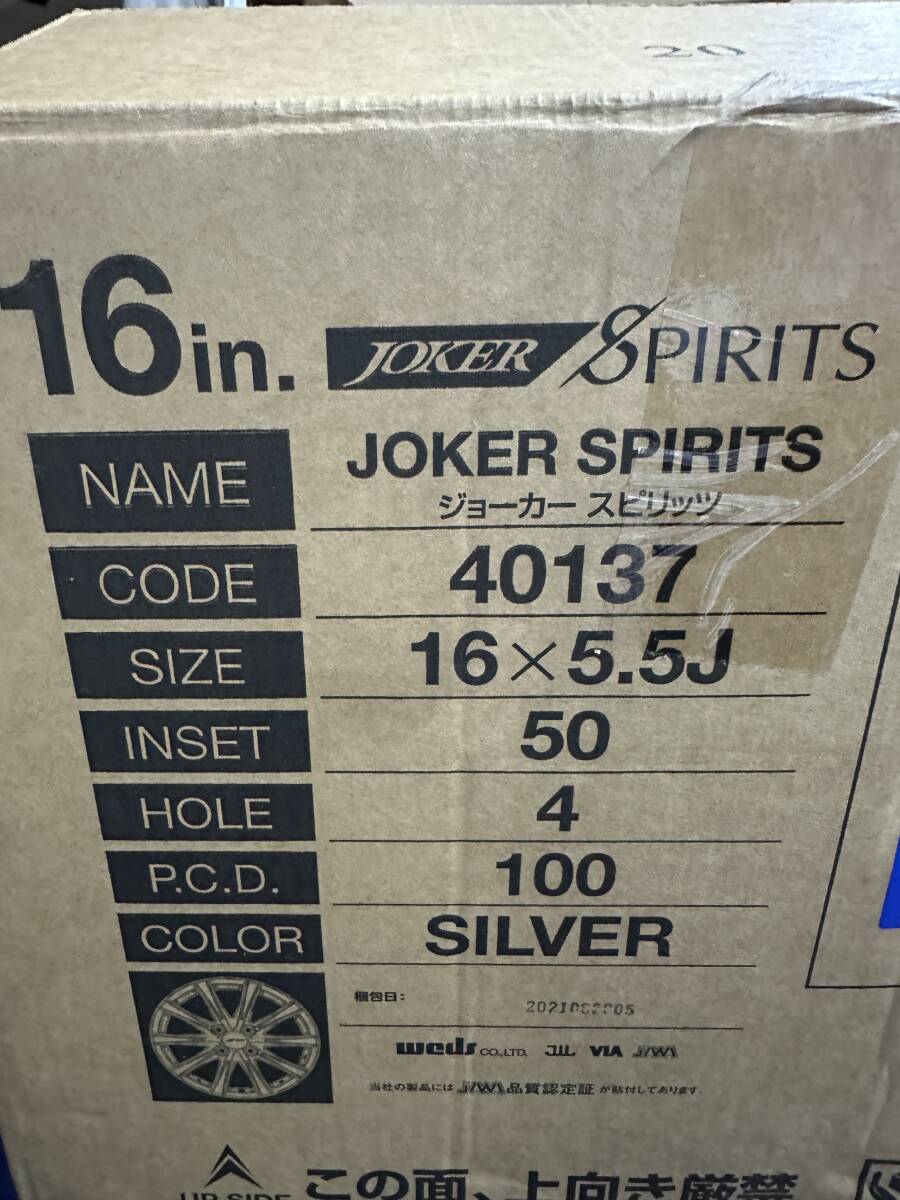 20
16in. JOKER SPIRITS
NAME JOKER SPIRITS
ジョーカー スピリッツ
CODE 40137
SIZE 16×5.5J
INSET 50
HOLE 4
P.C.D. 100
COLOR SILVER
梱包日:
weds CO.,LTD. JWL VIA JAWA
当社の製品には JAWA 品質認定証 が貼付してあります。
UP SIDE この面、上向き厳禁